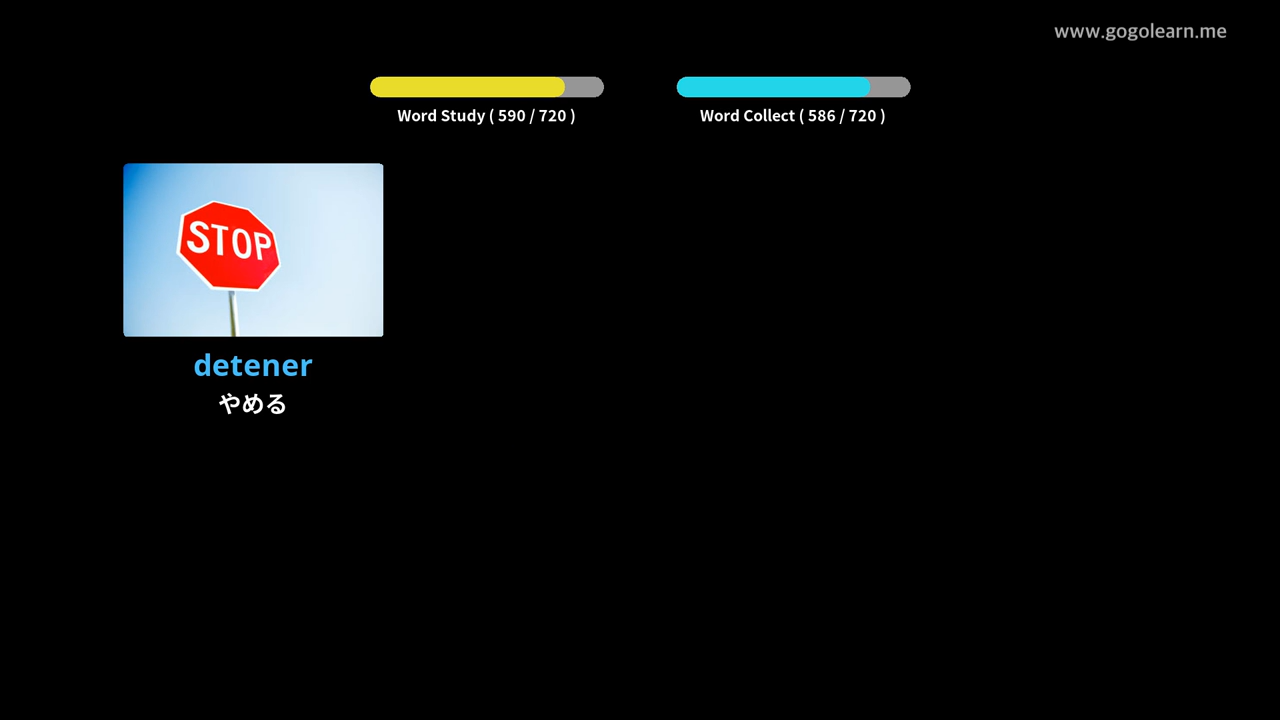 www.gogolearn.me
Word Study ( 590 / 720 )
Word Collect ( 586 / 720 )
STOP
detener
やめる